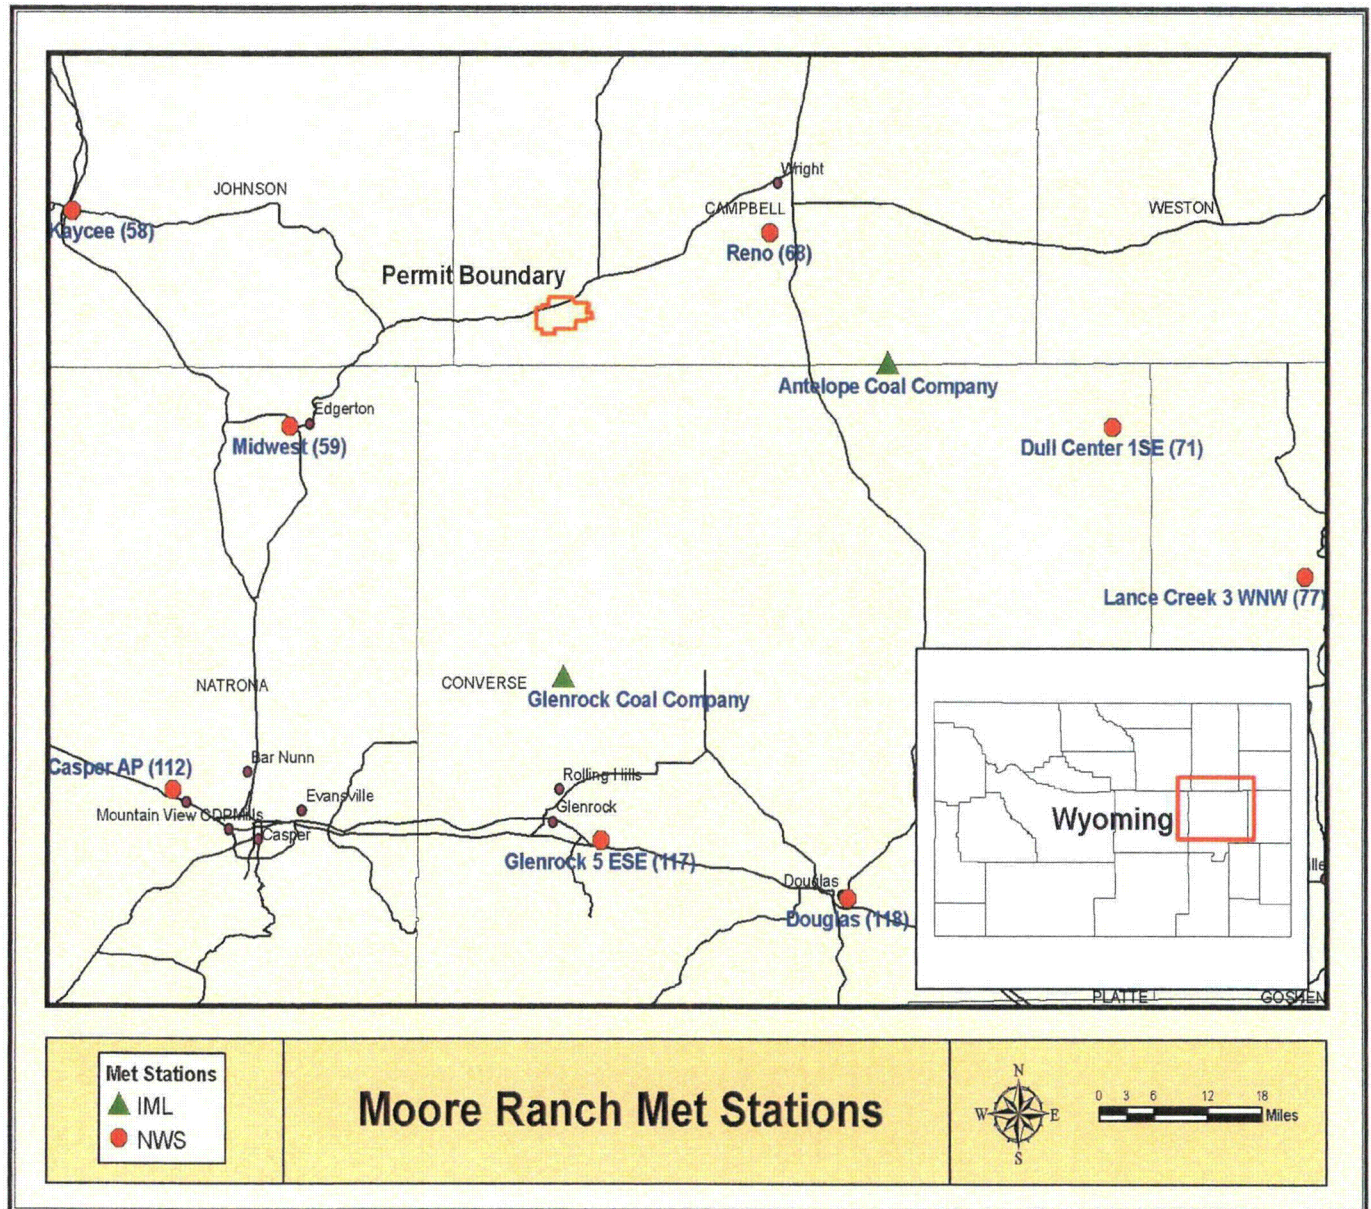 Wright
JOHNSON
CAMPBELL
WESTON
Kaycee (58)
Reno (68)
Permit Boundary
Antelope Coal Company
Edgerton
Midwest (59)
Dull Center 1SE (71)
Lance Creek 3 WNW (77)
NATRONA
CONVERSE
Glenrock Coal Company
Bar Nunn
Casper AP (112)
Rolling Hills
Evansville
Glenrock
Mountain View CDP
Mills
Casper
Wyoming
Glenrock 5 ESE (117)
Douglas
Douglas (118)
PLATTE
GOSHEN
Met Stations
IML
NWS
Moore Ranch Met Stations
N
W
E
S
0 3 6 12 18
Miles